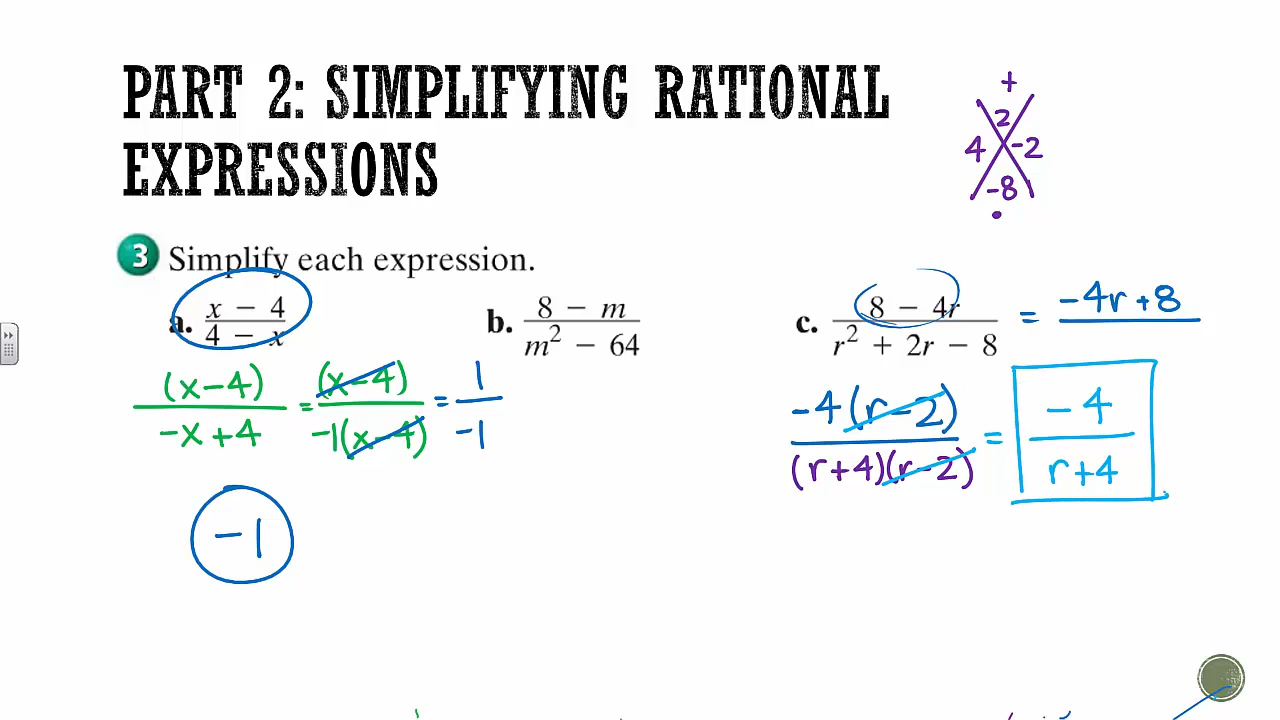 PART 2: SIMPLIFYING RATIONAL
EXPRESSIONS
+
2
4 -2
-8
•
3 Simplify each expression.
a. x − 4 / 4 − x
b. 8 − m / m² − 64
c. 8 − 4r / r² + 2r − 8 = -4r+8
(x-4) / -x+4 = (x-4) / -1(x-4) = 1 / -1
-4(r-2) / (r+4)(r-2) = -4 / r+4
-1